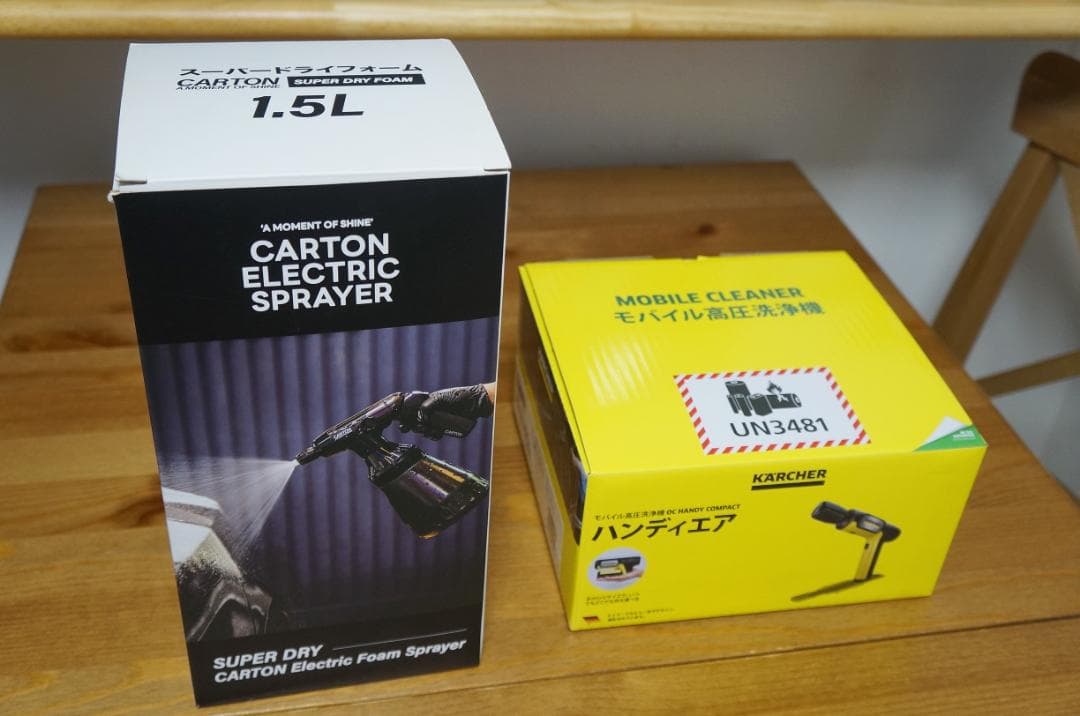 スーパードライフォーム
CARTON SUPER DRY FOAM
A MOMENT OF SHINE
1.5L
'A MOMENT OF SHINE'
CARTON
ELECTRIC
SPRAYER
SUPER DRY
CARTON Electric Foam Sprayer
MOBILE CLEANER
モバイル高圧洗浄機
UN3481
KÄRCHER
モバイル高圧洗浄機 OC HANDY COMPACT
ハンディエア